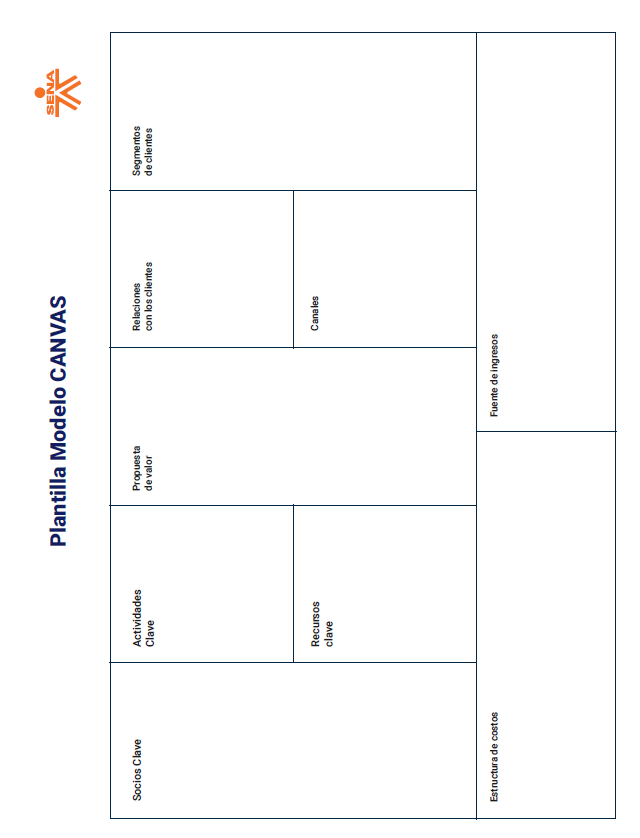 Plantilla Modelo CANVAS
SENA
Socios Clave
Actividades
Clave
Recursos
clave
Propuesta
de valor
Relaciones
con los clientes
Canales
Segmentos
de clientes
Estructura de costos
Fuente de ingresos